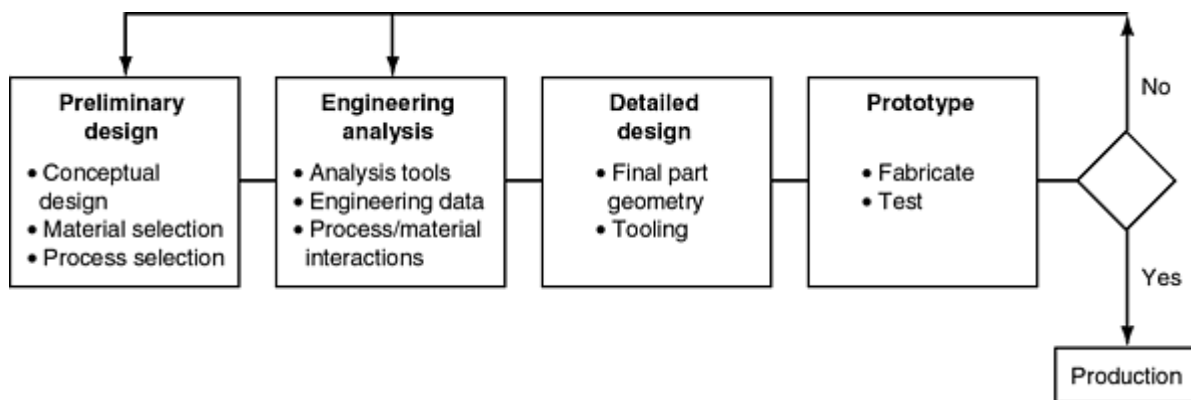 Preliminary
design
• Conceptual
design
• Material selection
• Process selection
Engineering
analysis
• Analysis tools
• Engineering data
• Process/material
interactions
Detailed
design
• Final part
geometry
• Tooling
Prototype
• Fabricate
• Test
No
Yes
Production